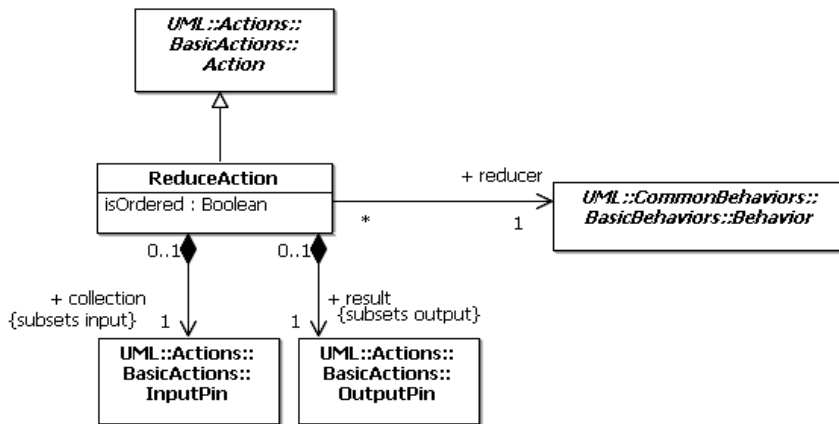 UML::Actions::
BasicActions::
Action
ReduceAction
isOrdered : Boolean
+ reducer
*
1
UML::CommonBehaviors::
BasicBehaviors::Behavior
0..1
0..1
+ collection
{subsets input}
1
+ result
{subsets output}
1
UML::Actions::
BasicActions::
InputPin
UML::Actions::
BasicActions::
OutputPin